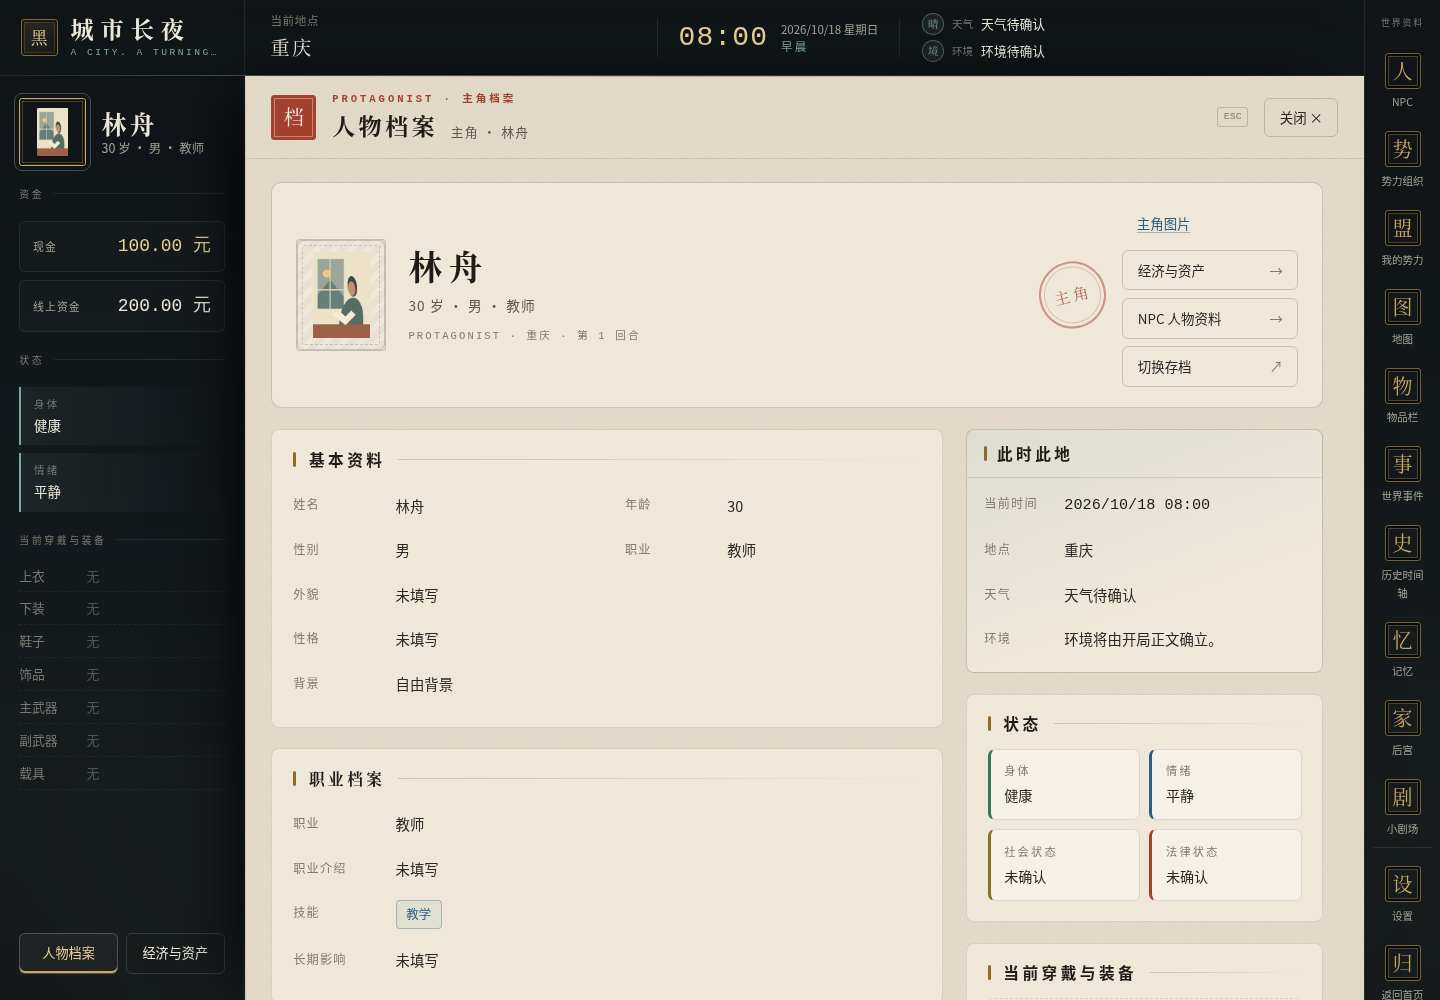 黑
城市长夜
A CITY. A TURNING…
当前地点
重庆
08:00
2026/10/18 星期日
早晨
晴 天气 天气待确认
境 环境 环境待确认
林舟
30 岁 · 男 · 教师
资金
现金 100.00 元
线上资金 200.00 元
状态
身体
健康
情绪
平静
当前穿戴与装备
上衣 无
下装 无
鞋子 无
饰品 无
主武器 无
副武器 无
载具 无
人物档案
经济与资产
档
PROTAGONIST · 主角档案
人物档案 主角 · 林舟
ESC
关闭 ×
林舟
30 岁 · 男 · 教师
PROTAGONIST · 重庆 · 第 1 回合
主角
主角图片
经济与资产 →
NPC 人物资料 →
切换存档 ↗
基本资料
姓名 林舟 年龄 30
性别 男 职业 教师
外貌 未填写
性格 未填写
背景 自由背景
职业档案
职业 教师
职业介绍 未填写
技能 教学
长期影响 未填写
此时此地
当前时间 2026/10/18 08:00
地点 重庆
天气 天气待确认
环境 环境将由开局正文确立。
状态
身体
健康
情绪
平静
社会状态
未确认
法律状态
未确认
当前穿戴与装备
世界资料
人
NPC
势
势力组织
盟
我的势力
图
地图
物
物品栏
事
世界事件
史
历史时间
轴
忆
记忆
家
后宫
剧
小剧场
设
设置
归
返回首页